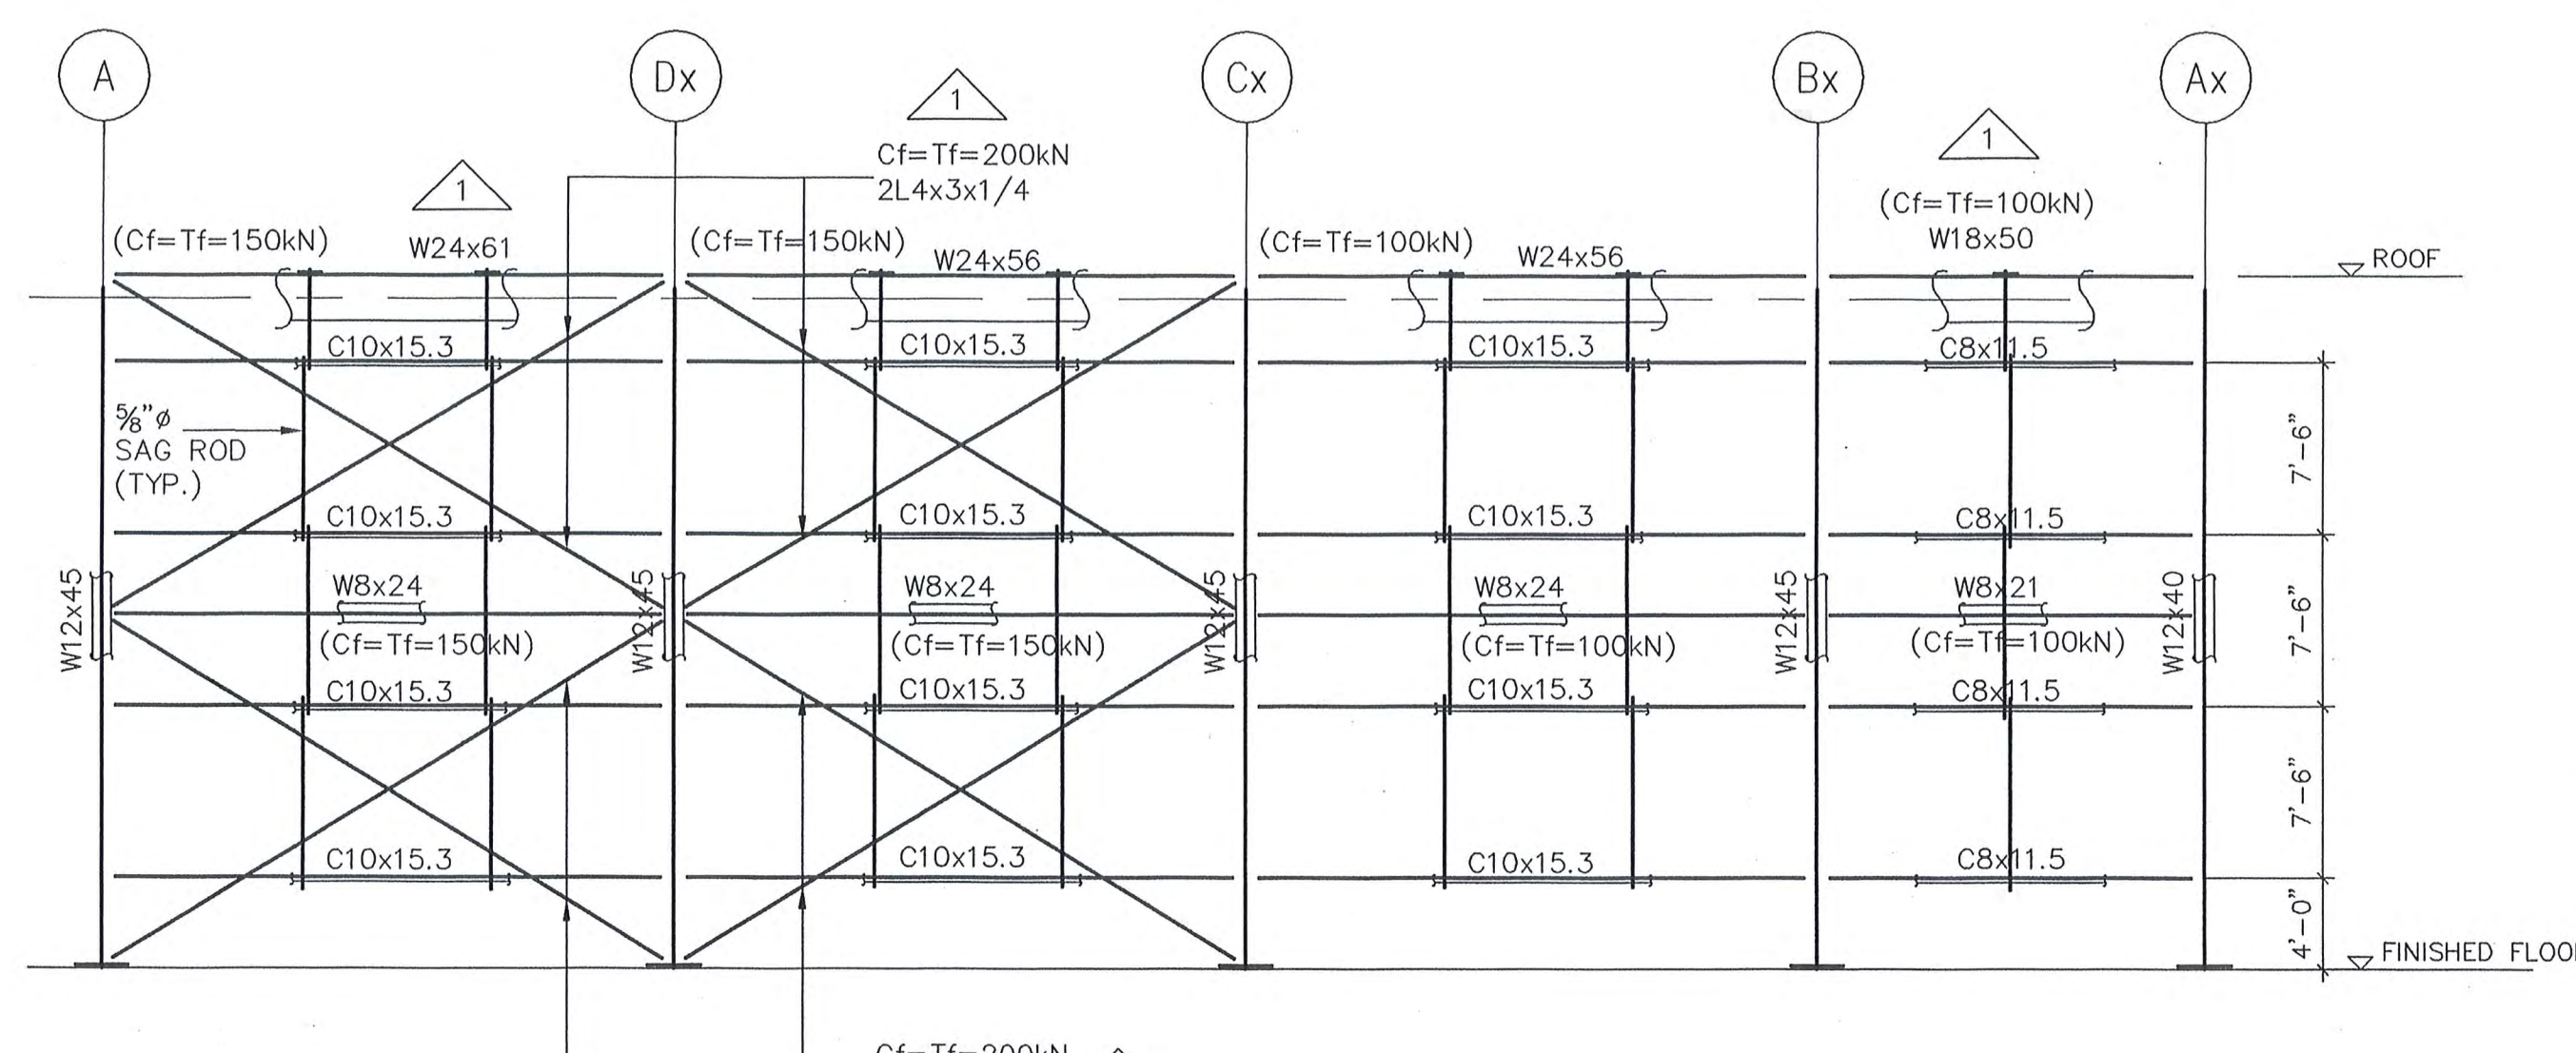 A
Dx
Cx
Bx
Ax
1
1
1
Cf=Tf=200kN
2L4x3x1/4
(Cf=Tf=150kN)
W24x61
(Cf=Tf=150kN)
W24x56
(Cf=Tf=100kN)
W24x56
(Cf=Tf=100kN)
W18x50
ROOF
C10x15.3
C10x15.3
C10x15.3
C8x11.5
5/8"ø
SAG ROD
(TYP.)
7'-6"
C10x15.3
C10x15.3
C10x15.3
C8x11.5
W12x45
W8x24
(Cf=Tf=150kN)
W12x45
W8x24
(Cf=Tf=150kN)
W12x45
W8x24
(Cf=Tf=100kN)
W12x45
W8x21
(Cf=Tf=100kN)
W12x40
7'-6"
C10x15.3
C10x15.3
C10x15.3
C8x11.5
7'-6"
C10x15.3
C10x15.3
C10x15.3
C8x11.5
4'-0"
FINISHED
Cf=Tf=200kN